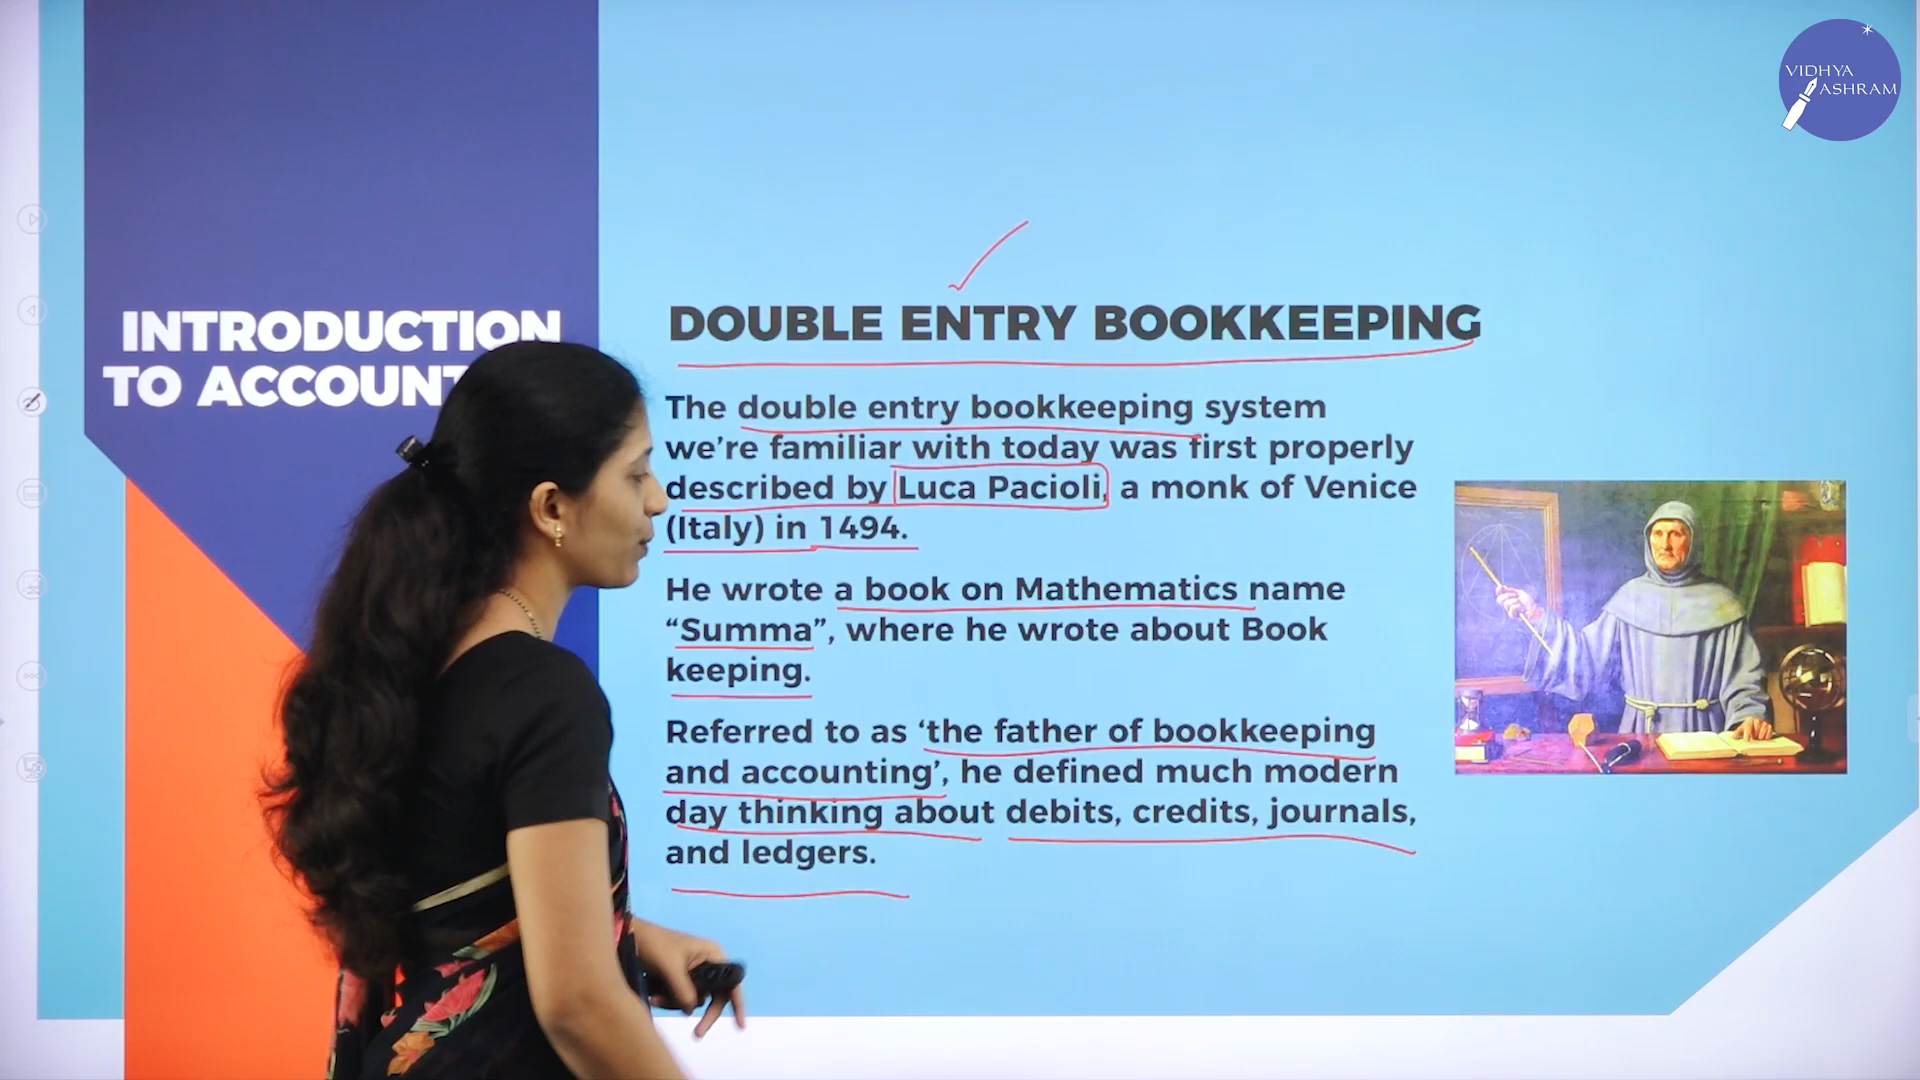 VIDHYA
ASHRAM
INTRODUCTION
TO ACCOUNT
DOUBLE ENTRY BOOKKEEPING
The double entry bookkeeping system
we’re familiar with today was first properly
described by Luca Pacioli, a monk of Venice
(Italy) in 1494.
He wrote a book on Mathematics name
“Summa”, where he wrote about Book
keeping.
Referred to as ‘the father of bookkeeping
and accounting’, he defined much modern
day thinking about debits, credits, journals,
and ledgers.